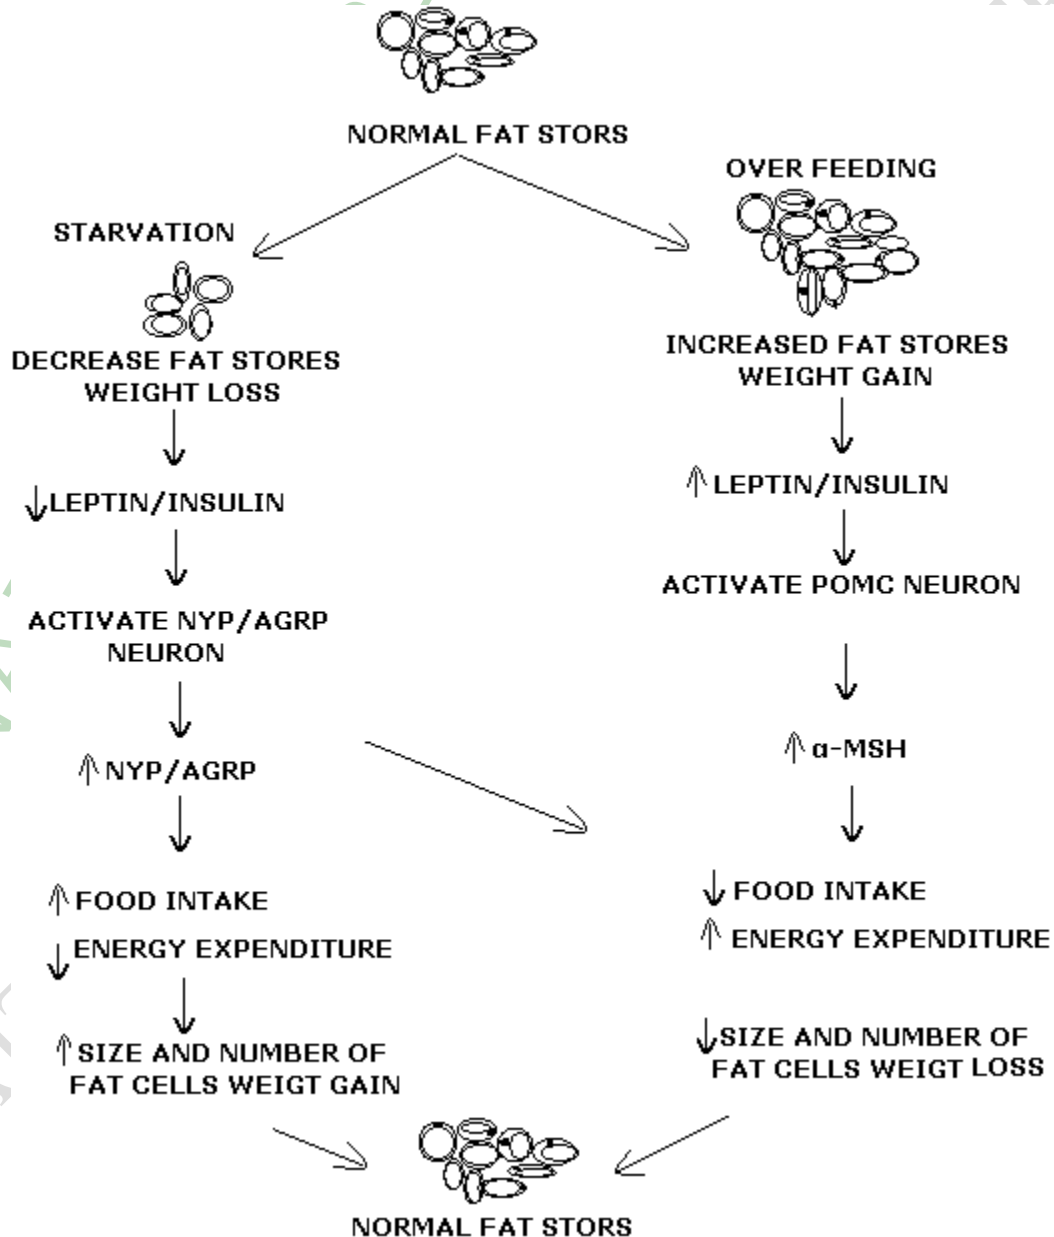 NORMAL FAT STORS
STARVATION
DECREASE FAT STORES
WEIGHT LOSS
↓LEPTIN/INSULIN
ACTIVATE NYP/AGRP
NEURON
↑NYP/AGRP
↑FOOD INTAKE
↓ENERGY EXPENDITURE
↑SIZE AND NUMBER OF
FAT CELLS WEIGT GAIN
OVER FEEDING
INCREASED FAT STORES
WEIGHT GAIN
↑LEPTIN/INSULIN
ACTIVATE POMC NEURON
↑α-MSH
↓FOOD INTAKE
↑ENERGY EXPENDITURE
↓SIZE AND NUMBER OF
FAT CELLS WEIGT LOSS
NORMAL FAT STORS